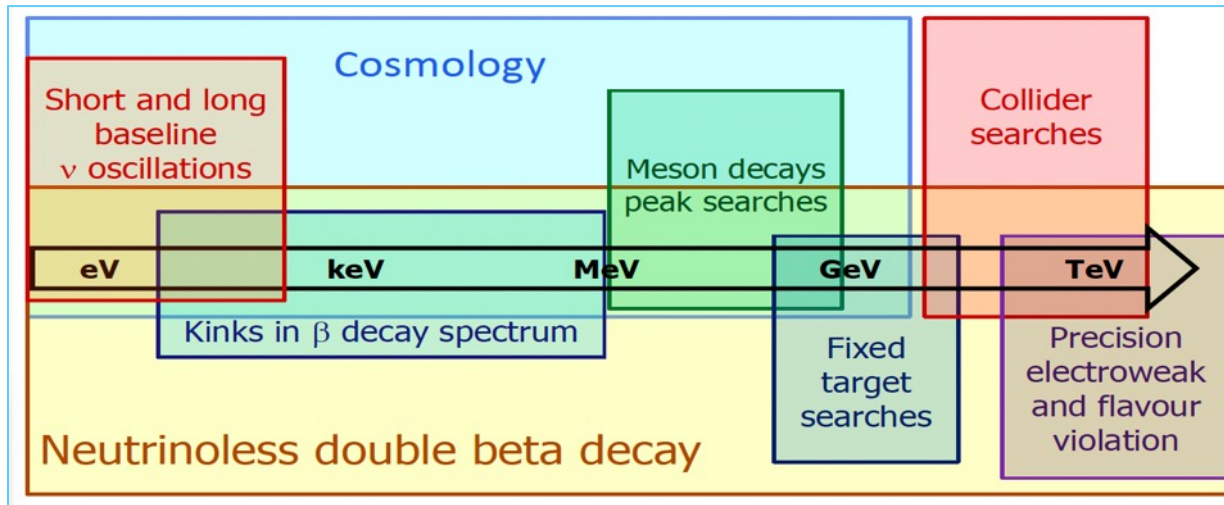 Cosmology
Short and long
baseline
ν oscillations
Collider
searches
Meson decays
peak searches
eV
keV
MeV
GeV
TeV
Kinks in β decay spectrum
Fixed
target
searches
Precision
electroweak
and flavour
violation
Neutrinoless double beta decay